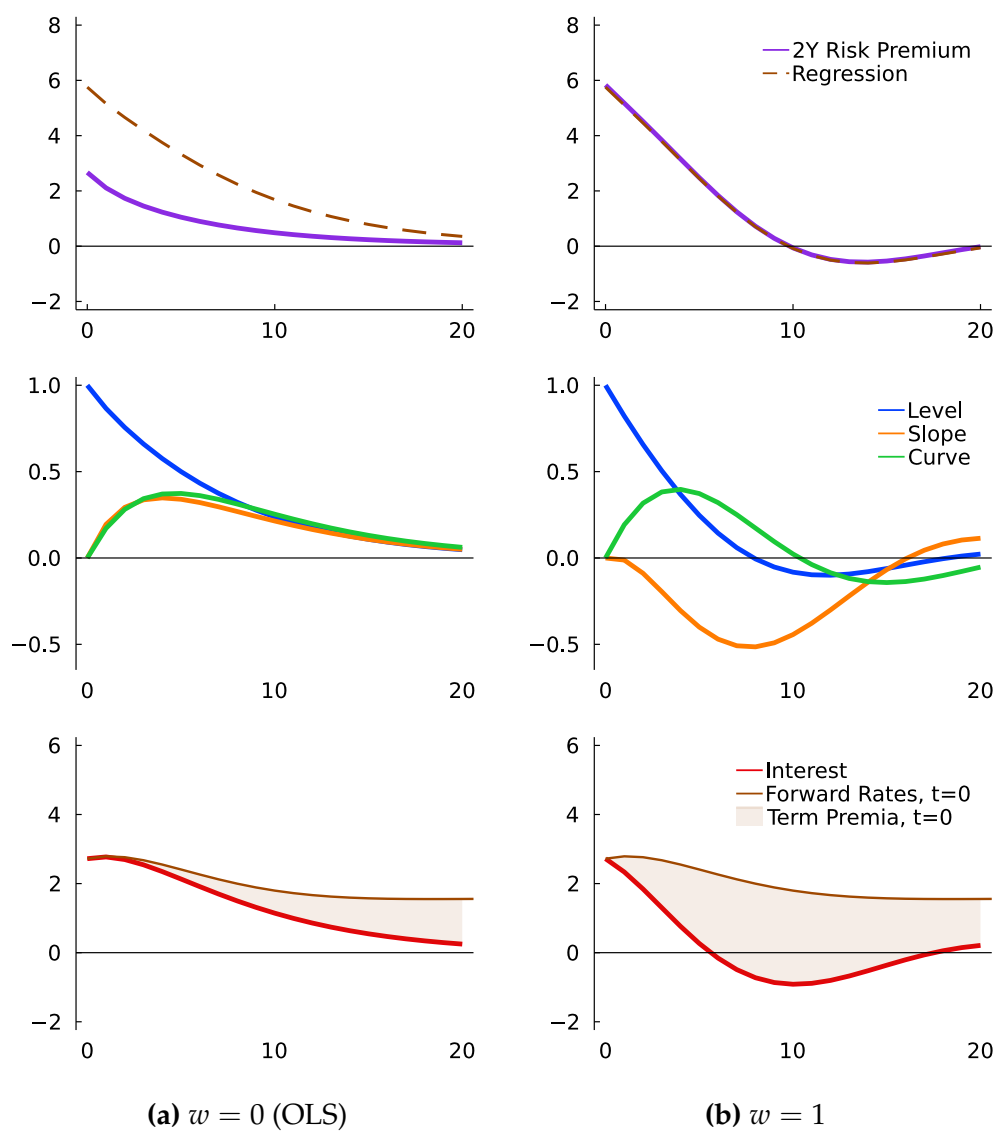 8
6
4
2
0
−2
0 10 20
8
6
4
2
0
−2
0 10 20
2Y Risk Premium
Regression
1.0
0.5
0.0
−0.5
0 10 20
1.0
0.5
0.0
−0.5
0 10 20
Level
Slope
Curve
6
4
2
0
−2
0 10 20
6
4
2
0
−2
0 10 20
Interest
Forward Rates, t=0
Term Premia, t=0
(a) w = 0 (OLS)
(b) w = 1